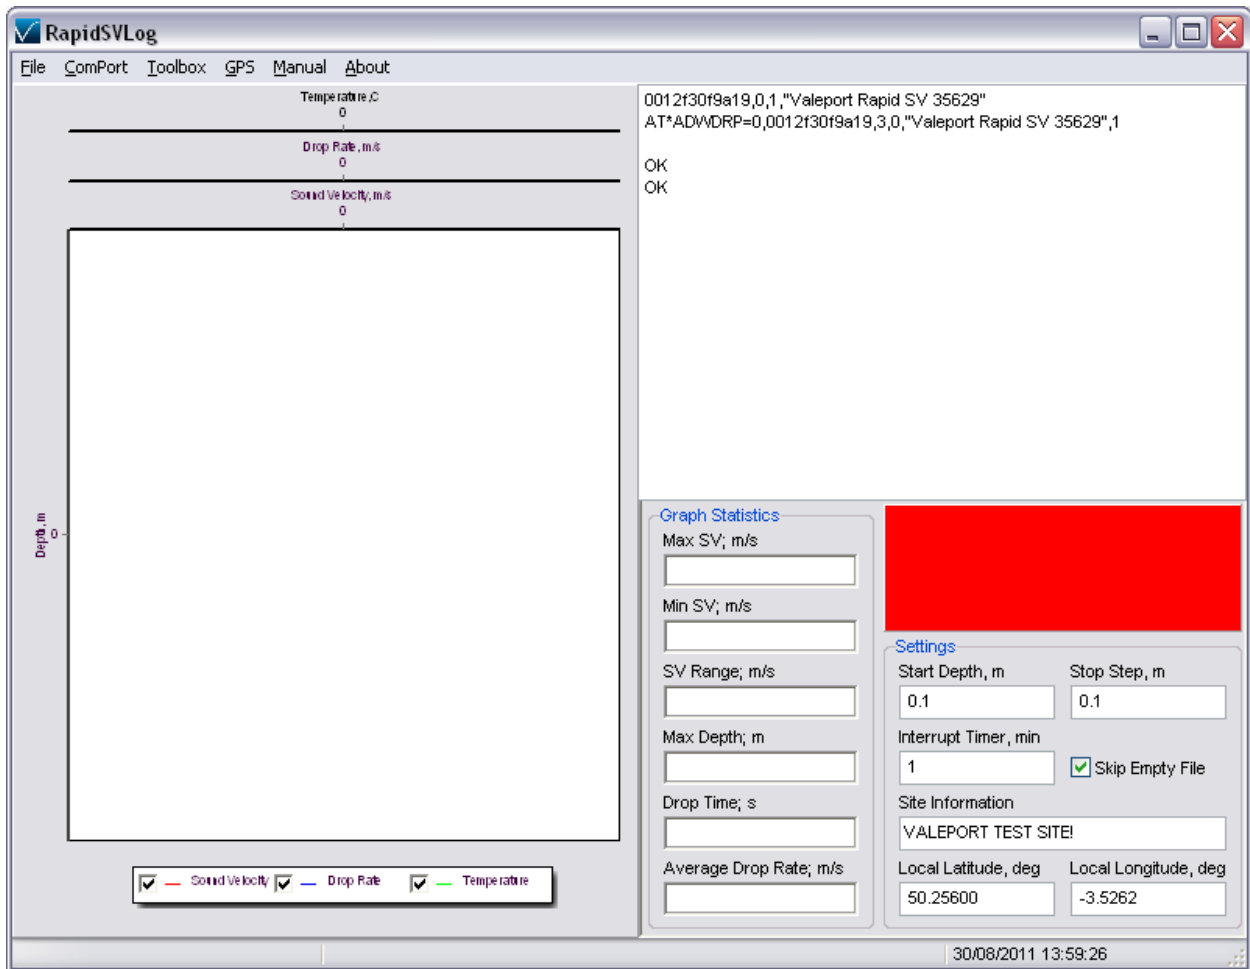 RapidSVLog
File ComPort Toolbox GPS Manual About
Temperature,C
0
Drop Rate, m/s
0
Sound Velocity, m/s
0
Depth, m
0
Sound Velocity
Drop Rate
Temperature
0012f30f9a19,0,1,"Valeport Rapid SV 35629"
AT*ADWDRP=0,0012f30f9a19,3,0,"Valeport Rapid SV 35629",1
OK
OK
Graph Statistics
Max SV; m/s
Min SV; m/s
SV Range; m/s
Max Depth; m
Drop Time; s
Average Drop Rate; m/s
Settings
Start Depth, m
0.1
Stop Step, m
0.1
Interrupt Timer, min
1
Skip Empty File
Site Information
VALEPORT TEST SITE!
Local Latitude, deg
50.25600
Local Longitude, deg
-3.5262
30/08/2011 13:59:26